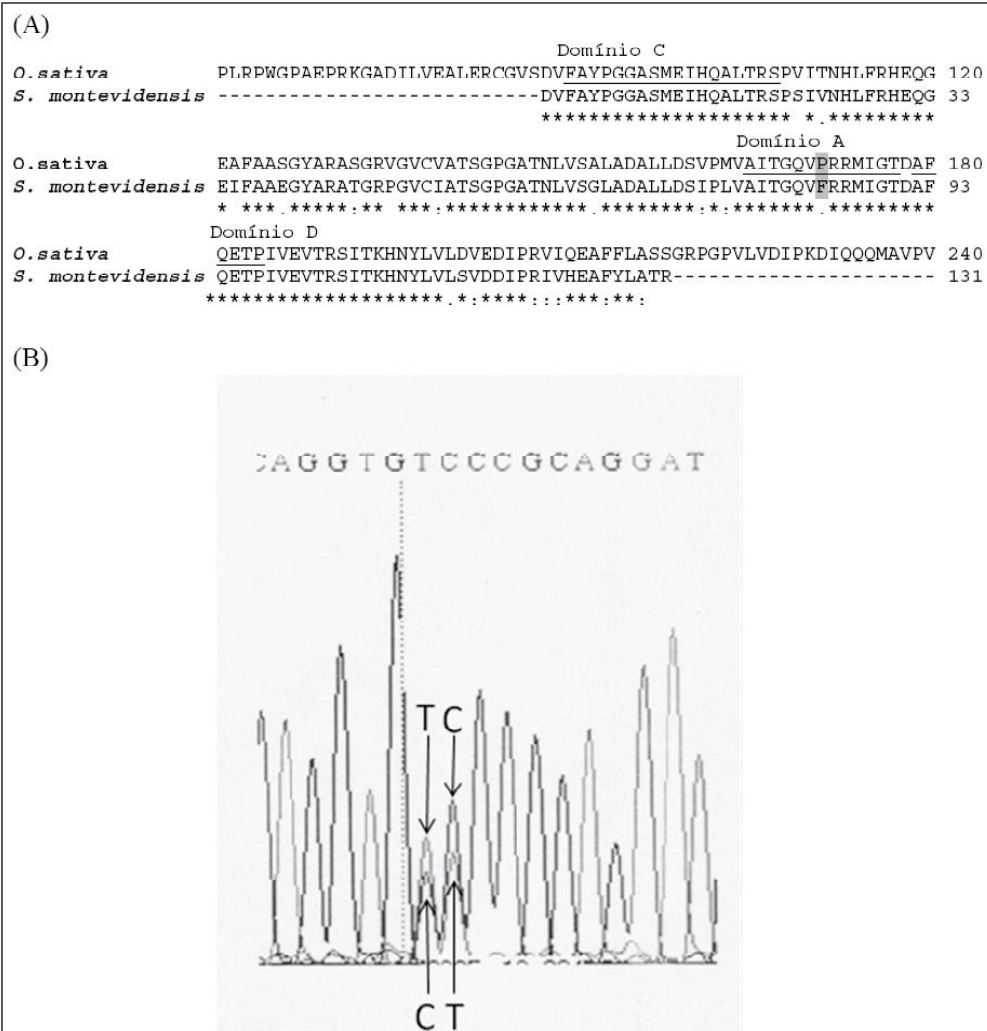 (A)
Domínio C
O.sativa PLRPWGPAEPRKGADILVEALERCGVSDVFAYPGGASMEIHQALTRSPVITNHLFRHEQG 120
S. montevidensis ---------------------------DVFAYPGGASMEIHQALTRSPSIVNHLFRHEQG 33
********************* *.*********
Domínio A
O.sativa EAFAASGYARASGRVGVCVATSGPGATNLVSALADALLDSVPMVAITGQVPRRMIGTDAF 180
S. montevidensis EIFAAEGYARATGRPGVCIATSGPGATNLVSGLADALLDSIPLVAITGQVFRRMIGTDAF 93
* ***.*****:** ***:************.********:*:*******.*********
Domínio D
O.sativa QETPIVEVTRSITKHNYLVLDVEDIPRVIQEAFFLASSGRPGPVLVDIPKDIQQQMAVPV 240
S. montevidensis QETPIVEVTRSITKHNYLVLSVDDIPRIVHEAFYLATR---------------------- 131
********************.*:****:::***:**:
(B)
CAGGTGTCCCGCAGGAT
T C
C T